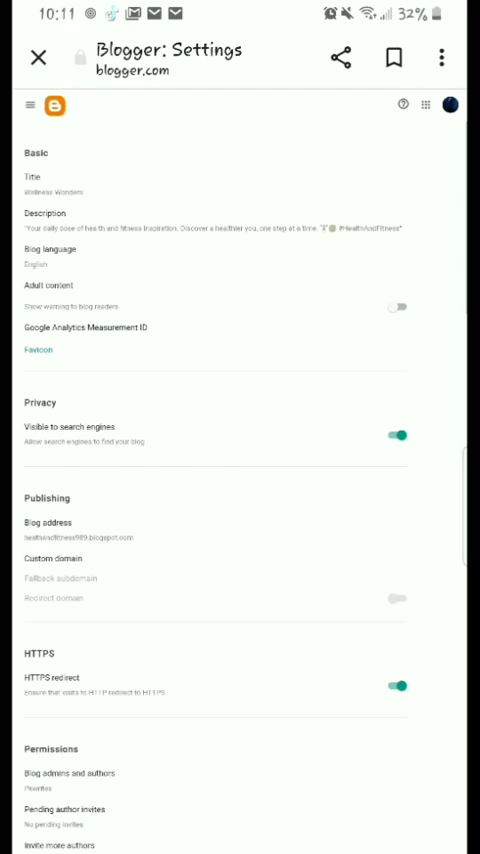 10:11
32%
Blogger: Settings
blogger.com
Basic
Title
Wellness Wonders
Description
"Your daily dose of health and fitness inspiration. Discover a healthier you, one step at a time. 🏋️🥗 #HealthAndFitness"
Blog language
English
Adult content
Show warning to blog readers
Google Analytics Measurement ID
Favicon
Privacy
Visible to search engines
Allow search engines to find your blog
Publishing
Blog address
healthandfitness989.blogspot.com
Custom domain
Fallback subdomain
Redirect domain
HTTPS
HTTPS redirect
Ensure that visits to HTTP redirect to HTTPS
Permissions
Blog admins and authors
Pending author invites
No pending invites
Invite more authors